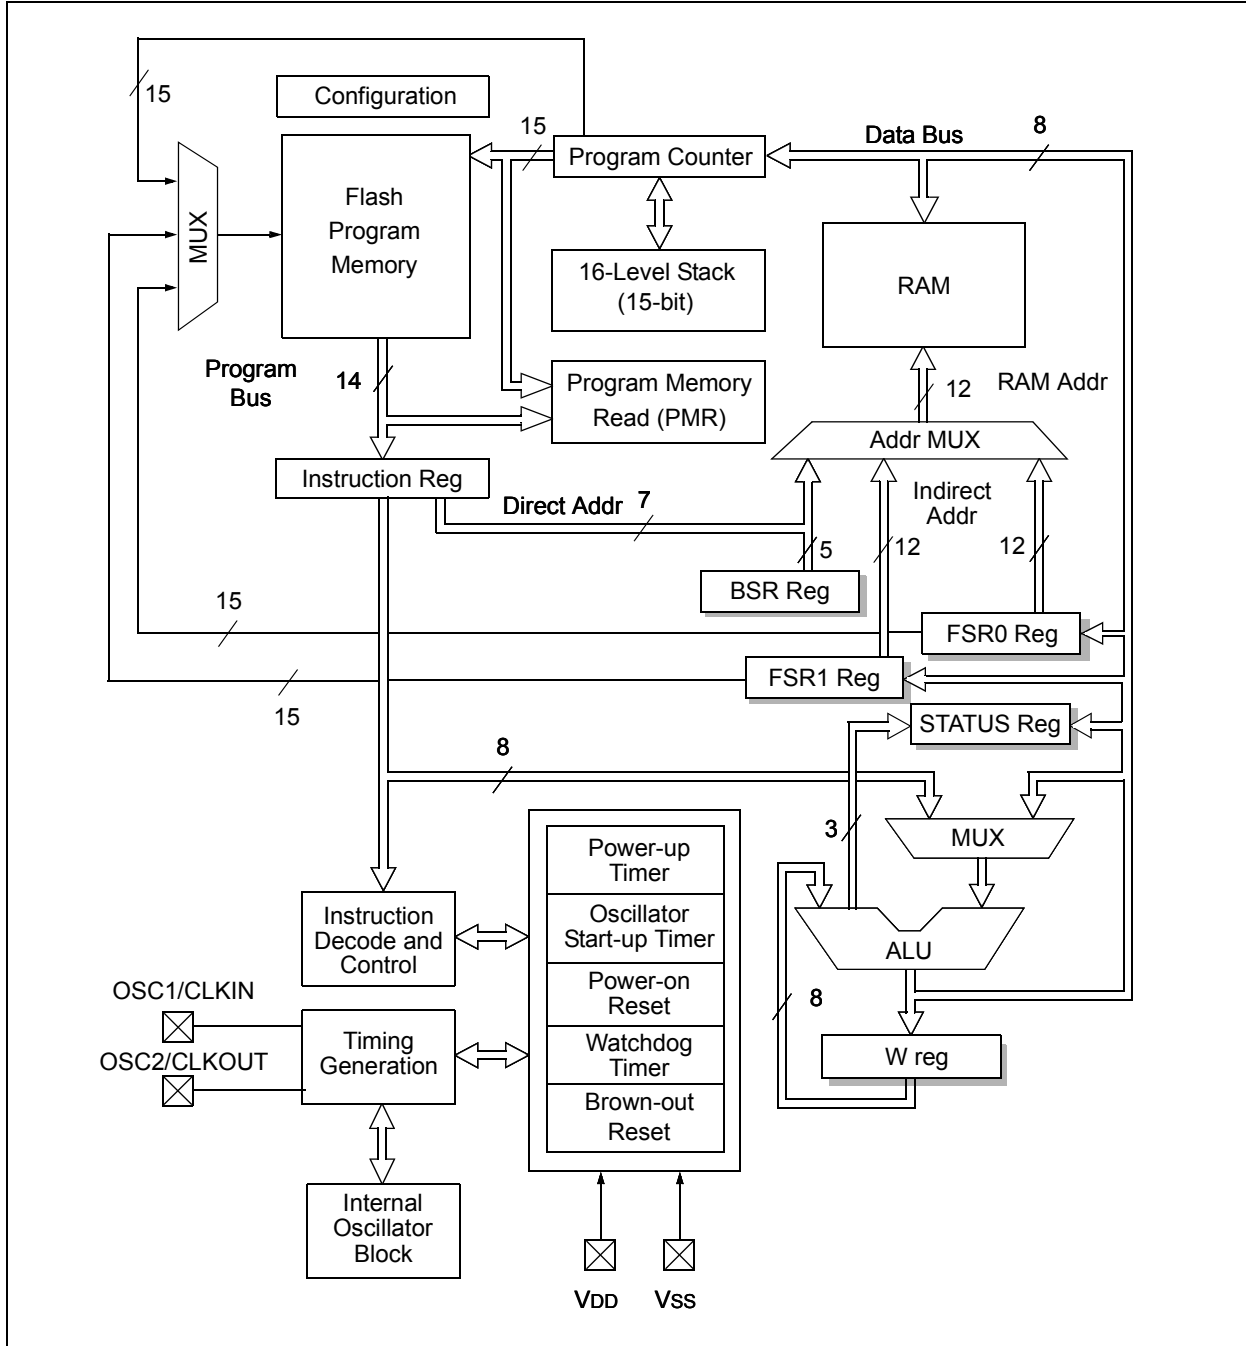 15
Configuration
15
Program Counter
Data Bus
8
Flash
Program
Memory
MUX
16-Level Stack
(15-bit)
RAM
Program
Bus
14
Program Memory
Read (PMR)
12
RAM Addr
Addr MUX
Instruction Reg
Direct Addr
7
Indirect
Addr
5
12
12
BSR Reg
15
FSR0 Reg
FSR1 Reg
15
STATUS Reg
8
3
MUX
Power-up
Timer
Oscillator
Start-up Timer
Power-on
Reset
Watchdog
Timer
Brown-out
Reset
Instruction
Decode and
Control
ALU
8
W reg
OSC1/CLKIN
OSC2/CLKOUT
Timing
Generation
Internal
Oscillator
Block
VDD
VSS